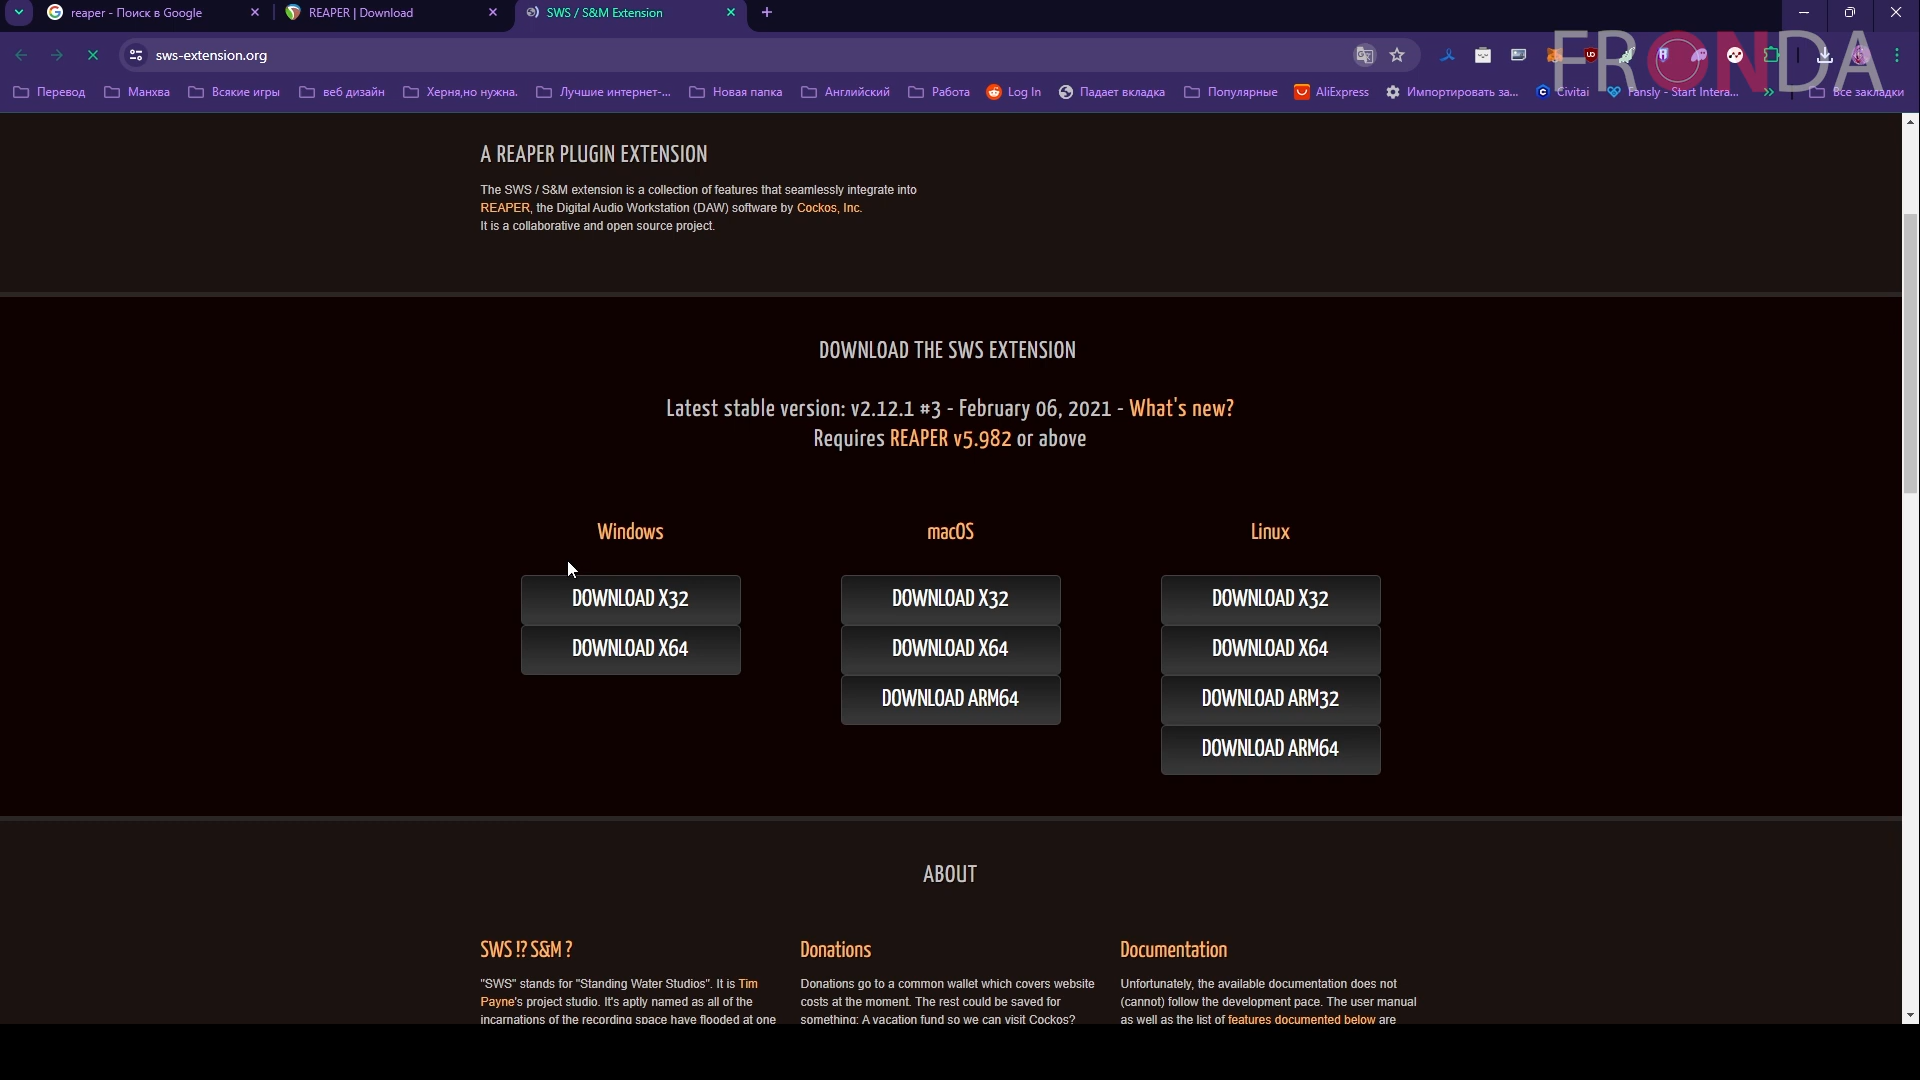 reaper - Поиск в Google
REAPER | Download
SWS / S&M Extension
sws-extension.org
FRONDA
Перевод
Манхва
Всякие игры
веб дизайн
Херня,но нужна.
Лучшие интернет-...
Новая папка
Английский
Работа
Log In
Падает вкладка
Популярные
AliExpress
Импортировать за...
Civitai
Fansly - Start Intera...
Все закладки
A REAPER PLUGIN EXTENSION
The SWS / S&M extension is a collection of features that seamlessly integrate into
REAPER, the Digital Audio Workstation (DAW) software by Cockos, Inc.
It is a collaborative and open source project.
DOWNLOAD THE SWS EXTENSION
Latest stable version: v2.12.1 #3 - February 06, 2021 - What's new?
Requires REAPER v5.982 or above
Windows
DOWNLOAD X32
DOWNLOAD X64
macOS
DOWNLOAD X32
DOWNLOAD X64
DOWNLOAD ARM64
Linux
DOWNLOAD X32
DOWNLOAD X64
DOWNLOAD ARM32
DOWNLOAD ARM64
ABOUT
SWS !? S&M ?
"SWS" stands for "Standing Water Studios". It is Tim
Payne's project studio. It's aptly named as all of the
incarnations of the recording space have flooded at one
Donations
Donations go to a common wallet which covers website
costs at the moment. The rest could be saved for
something: A vacation fund so we can visit Cockos?
Documentation
Unfortunately, the available documentation does not
(cannot) follow the development pace. The user manual
as well as the list of features documented below are